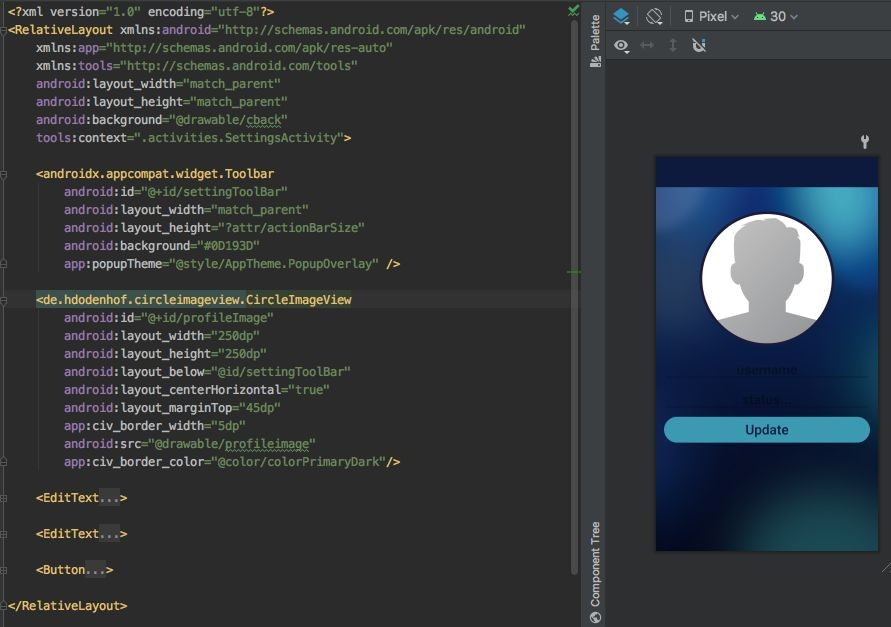 <?xml version="1.0" encoding="utf-8"?>
<RelativeLayout xmlns:android="http://schemas.android.com/apk/res/android"
    xmlns:app="http://schemas.android.com/apk/res-auto"
    xmlns:tools="http://schemas.android.com/tools"
    android:layout_width="match_parent"
    android:layout_height="match_parent"
    android:background="@drawable/cback"
    tools:context=".activities.SettingsActivity">

    <androidx.appcompat.widget.Toolbar
        android:id="@+id/settingToolBar"
        android:layout_width="match_parent"
        android:layout_height="?attr/actionBarSize"
        android:background="#0D193D"
        app:popupTheme="@style/AppTheme.PopupOverlay" />

    <de.hdodenhof.circleimageview.CircleImageView
        android:id="@+id/profileImage"
        android:layout_width="250dp"
        android:layout_height="250dp"
        android:layout_below="@id/settingToolBar"
        android:layout_centerHorizontal="true"
        android:layout_marginTop="45dp"
        app:civ_border_width="5dp"
        android:src="@drawable/profileimage"
        app:civ_border_color="@color/colorPrimaryDark"/>

    <EditText...>

    <EditText...>

    <Button...>

</RelativeLayout>
Palette
Component Tree
Pixel
30
username
status...
Update